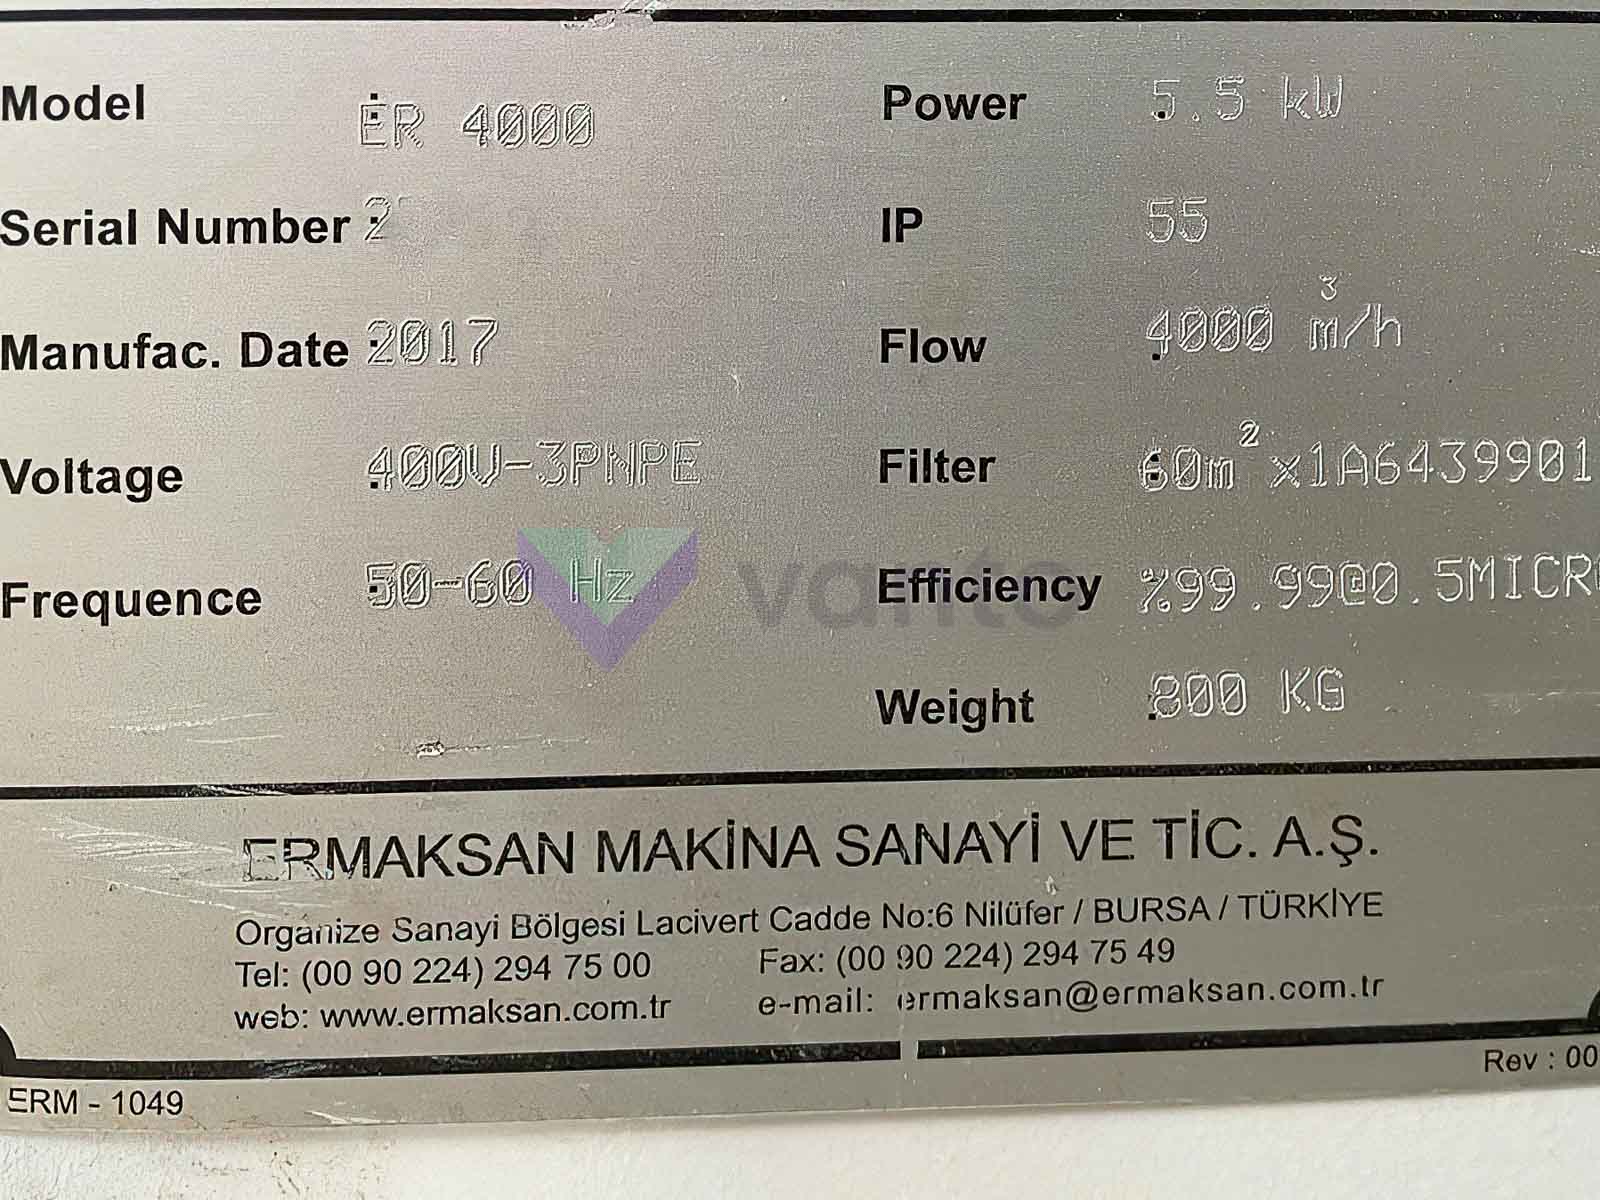 Model : ER 4000
Serial Number : 2
Manufac. Date : 2017
Voltage : 400V-3PNPE
Frequence : 50-60 Hz
Power : 5.5 kW
IP 55
Flow : 4000 m³/h
Filter : 60m² x1A6439901
Efficiency : %99.99@0.5MICR
Weight : 800 KG
vanto
ERMAKSAN MAKİNA SANAYİ VE TİC. A.Ş.
Organize Sanayi Bölgesi Lacivert Cadde No:6 Nilüfer / BURSA / TÜRKİYE
Tel: (00 90 224) 294 75 00 Fax: (00 90 224) 294 75 49
web: www.ermaksan.com.tr e-mail: ermaksan@ermaksan.com.tr
ERM - 1049
Rev : 00